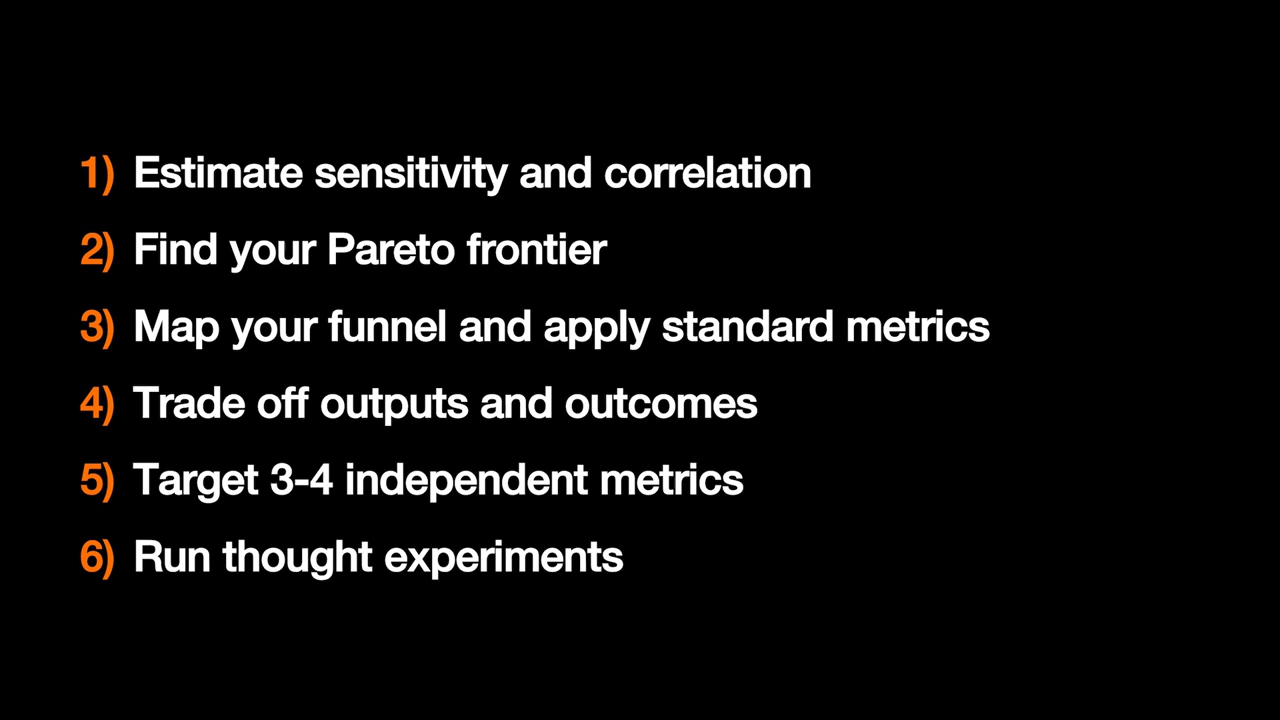 1) Estimate sensitivity and correlation
2) Find your Pareto frontier
3) Map your funnel and apply standard metrics
4) Trade off outputs and outcomes
5) Target 3-4 independent metrics
6) Run thought experiments